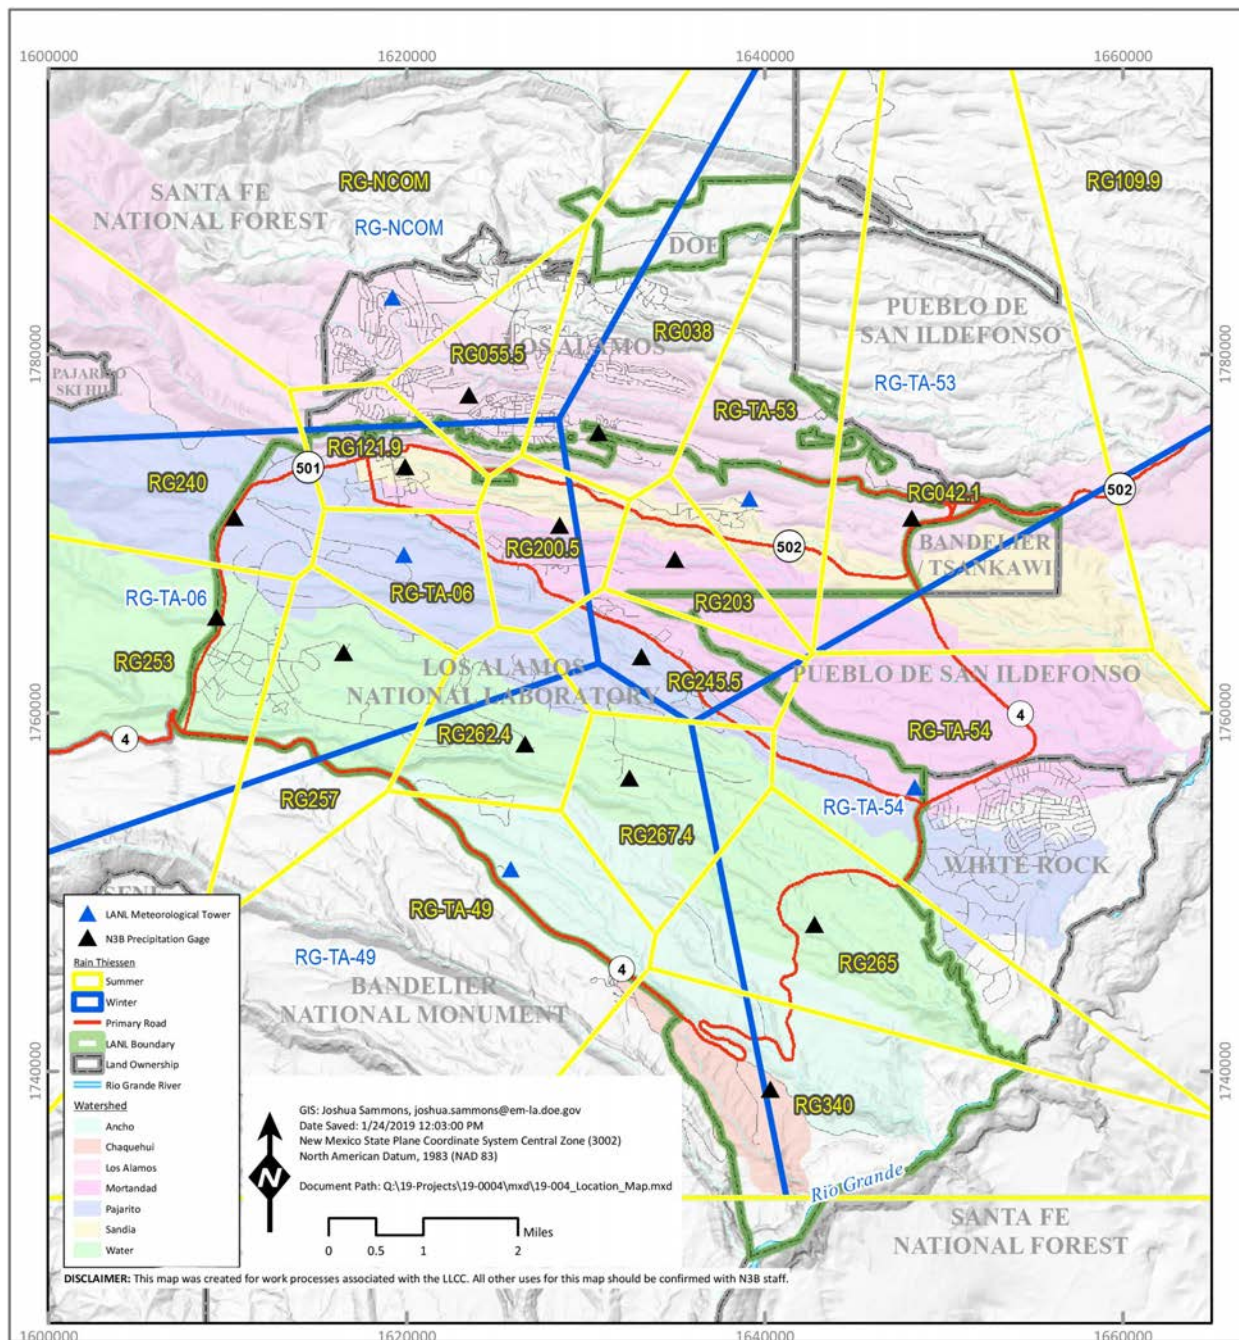 1600000
1620000
1640000
1660000
1780000
1760000
1740000
1780000
1760000
1740000
SANTA FE
NATIONAL FOREST
RG-NCOM
RG-NCOM
RG109.9
DOE
PUEBLO DE
SAN ILDEFONSO
RG038
RG055.5
LOS ALAMOS
PAJARITO
SKI HILL
RG-TA-53
RG-TA-53
RG121.9
501
RG240
RG042.1
502
RG200.5
502
BANDELIER
/ TSANKAWI
RG-TA-06
RG-TA-06
RG203
RG253
LOS ALAMOS
NATIONAL LABORATORY
RG245.5
PUEBLO DE SAN ILDEFONSO
4
4
RG262.4
RG-TA-54
RG257
RG-TA-54
RG267.4
WHITE ROCK
RG-TA-49
RG-TA-49
RG265
4
BANDELIER
NATIONAL MONUMENT
RG340
Rio Grande
SANTA FE
NATIONAL FOREST
LANL Meteorological Tower
N3B Precipitation Gage
Rain Thiessen
Summer
Winter
Primary Road
LANL Boundary
Land Ownership
Rio Grande River
Watershed
Ancho
Chaquehui
Los Alamos
Mortandad
Pajarito
Sandia
Water
N
GIS: Joshua Sammons, joshua.sammons@em-la.doe.gov
Date Saved: 1/24/2019 12:03:00 PM
New Mexico State Plane Coordinate System Central Zone (3002)
North American Datum, 1983 (NAD 83)
Document Path: Q:\19-Projects\19-0004\mxd\19-004_Location_Map.mxd
Miles
0 0.5 1 2
DISCLAIMER: This map was created for work processes associated with the LLCC. All other uses for this map should be confirmed with N3B staff.
1600000
1620000
1640000
1660000